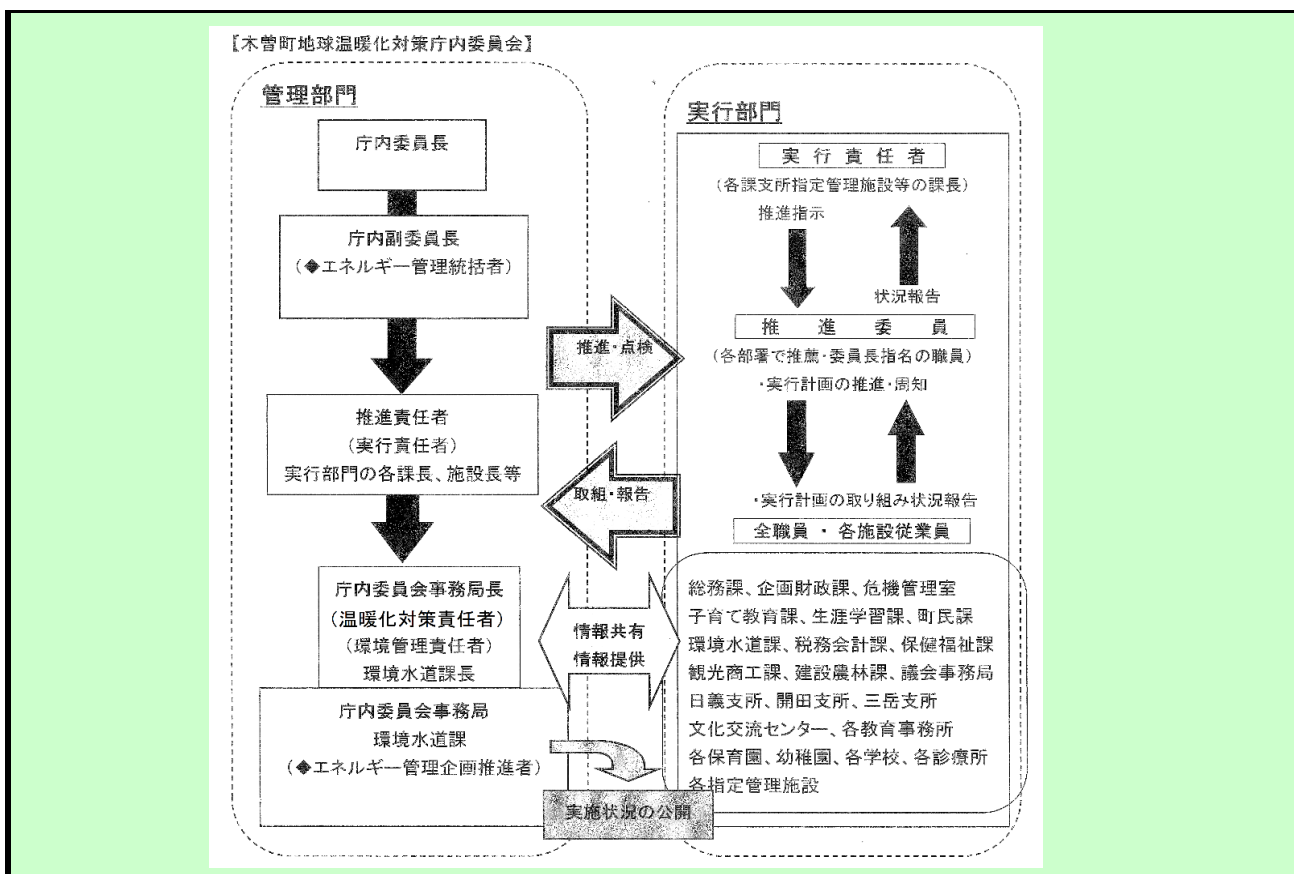 【木曽町地球温暖化対策庁内委員会】
管理部門
庁内委員長
庁内副委員長
(◆エネルギー管理統括者)
推進責任者
(実行責任者)
実行部門の各課長、施設長等
庁内委員会事務局長
(温暖化対策責任者)
(環境管理責任者)
環境水道課長
庁内委員会事務局
環境水道課
(◆エネルギー管理企画推進者)
推進・点検
取組・報告
情報共有
情報提供
実施状況の公開
実行部門
実行責任者
(各課支所指定管理施設等の課長)
推進指示
状況報告
推進委員
(各部署で推薦・委員長指名の職員)
・実行計画の推進・周知
・実行計画の取り組み状況報告
全職員・各施設従業員
総務課、企画財政課、危機管理室
子育て教育課、生涯学習課、町民課
環境水道課、税務会計課、保健福祉課
観光商工課、建設農林課、議会事務局
日義支所、開田支所、三岳支所
文化交流センター、各教育事務所
各保育園、幼稚園、各学校、各診療所
各指定管理施設